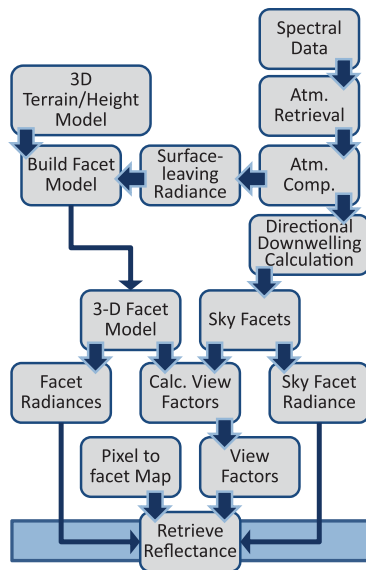 Spectral
Data
3D
Terrain/Height
Model
Atm.
Retrieval
Build Facet
Model
Surface-
leaving
Radiance
Atm.
Comp.
Directional
Downwelling
Calculation
3-D Facet
Model
Sky Facets
Facet
Radiances
Calc. View
Factors
Sky Facet
Radiance
Pixel to
facet Map
View
Factors
Retrieve
Reflectance